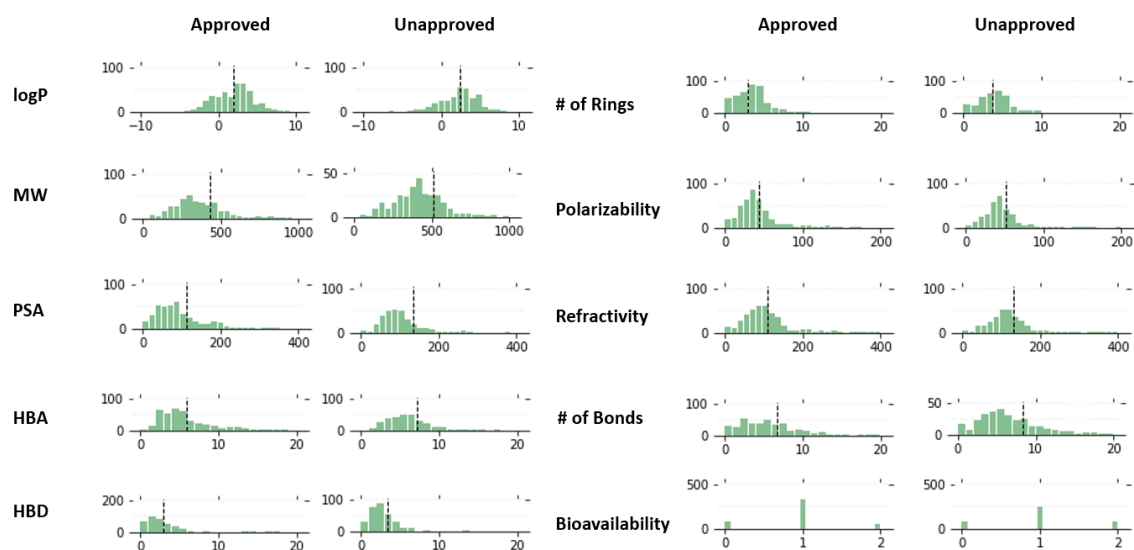 Approved Unapproved Approved Unapproved
logP
100
0
−10 0 10
100
0
−10 0 10
# of Rings
100
0
0 10 20
100
0
0 10 20
MW
100
0
0 500 1000
50
0
0 500 1000
Polarizability
100
0
0 100 200
100
0
0 100 200
PSA
100
0
0 200 400
100
0
0 200 400
Refractivity
100
0
0 200 400
100
0
0 200 400
HBA
100
0
0 10 20
100
0
0 10 20
# of Bonds
100
0
0 10 20
50
0
0 10 20
HBD
200
0
0 10 20
100
0
0 10 20
Bioavailability
500
0
0 1 2
500
0
0 1 2